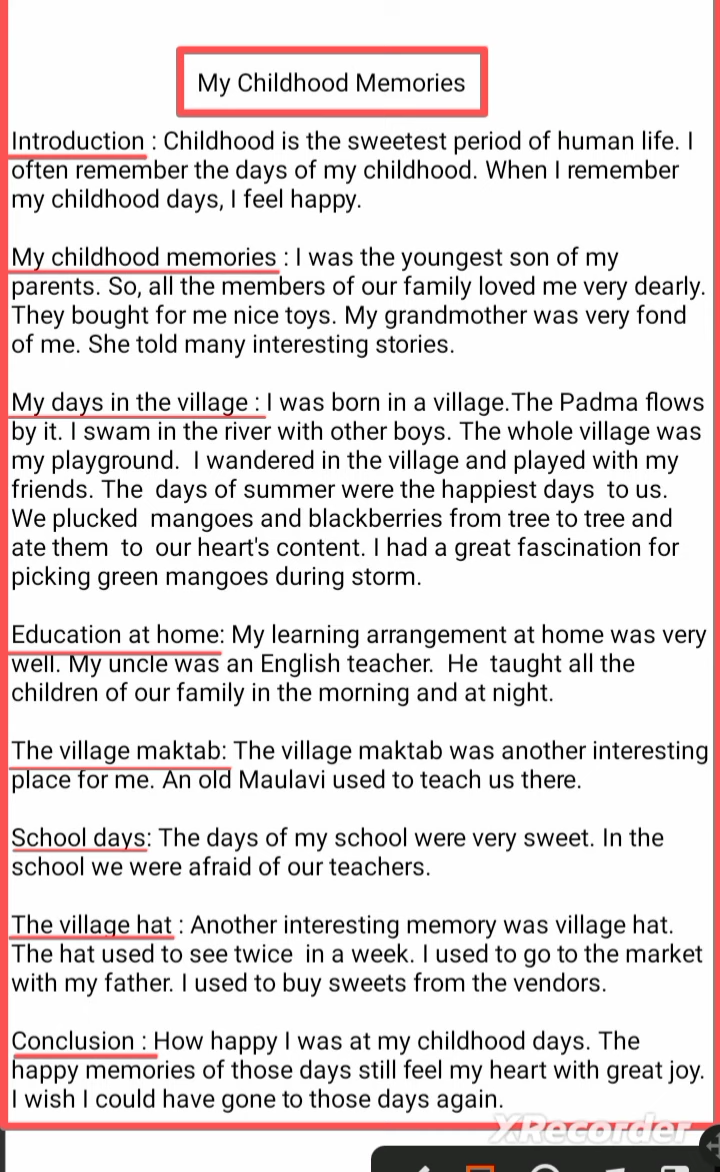 My Childhood Memories
Introduction : Childhood is the sweetest period of human life. I
often remember the days of my childhood. When I remember
my childhood days, I feel happy.
My childhood memories : I was the youngest son of my
parents. So, all the members of our family loved me very dearly.
They bought for me nice toys. My grandmother was very fond
of me. She told many interesting stories.
My days in the village : I was born in a village.The Padma flows
by it. I swam in the river with other boys. The whole village was
my playground. I wandered in the village and played with my
friends. The days of summer were the happiest days to us.
We plucked mangoes and blackberries from tree to tree and
ate them to our heart's content. I had a great fascination for
picking green mangoes during storm.
Education at home: My learning arrangement at home was very
well. My uncle was an English teacher. He taught all the
children of our family in the morning and at night.
The village maktab: The village maktab was another interesting
place for me. An old Maulavi used to teach us there.
School days: The days of my school were very sweet. In the
school we were afraid of our teachers.
The village hat : Another interesting memory was village hat.
The hat used to see twice in a week. I used to go to the market
with my father. I used to buy sweets from the vendors.
Conclusion : How happy I was at my childhood days. The
happy memories of those days still feel my heart with great joy.
I wish I could have gone to those days again.
XRecorder